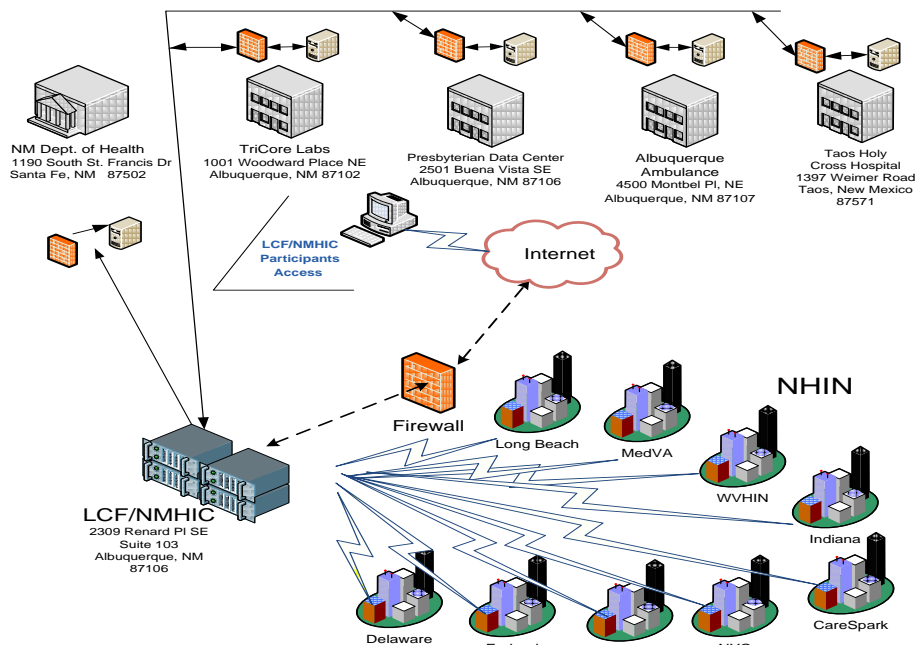 NM Dept. of Health
1190 South St. Francis Dr
Santa Fe, NM 87502
TriCore Labs
1001 Woodward Place NE
Albuquerque, NM 87102
Presbyterian Data Center
2501 Buena Vista SE
Albuquerque, NM 87106
Albuquerque
Ambulance
4500 Montbel Pl, NE
Albuquerque, NM 87107
Taos Holy
Cross Hospital
1397 Weimer Road
Taos, New Mexico
87571
LCF/NMHIC
Participants
Access
Internet
Firewall
NHIN
Long Beach
MedVA
WVHIN
Indiana
CareSpark
LCF/NMHIC
2309 Renard Pl SE
Suite 103
Albuquerque, NM
87106
Delaware